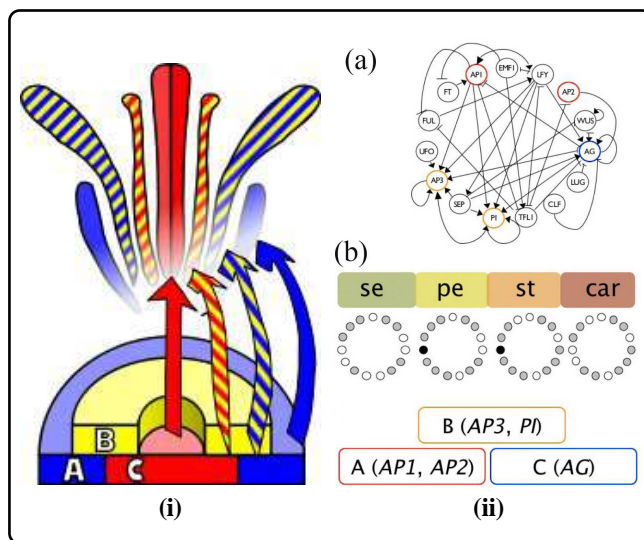 B
A C
(i)
(a)
AP1
EMF1
LFY
FT
AP2
FUL
WUS
UFO
AG
AP3
LUG
SEP
CLF
PI
TFL1
(b)
se pe st car
B (AP3, PI)
A (AP1, AP2) C (AG)
(ii)